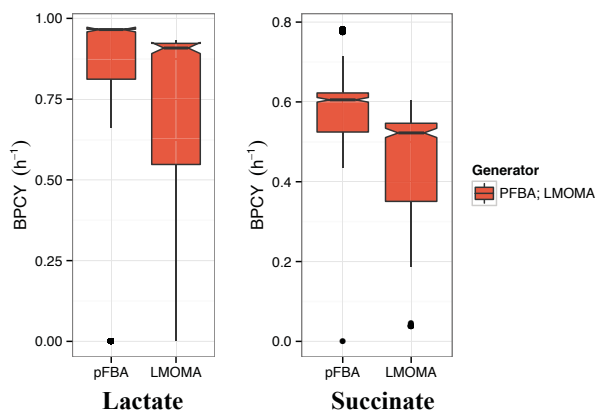 BPCY (h⁻¹)
1.00
0.75
0.50
0.25
0.00
pFBA LMOMA
Lactate
BPCY (h⁻¹)
0.8
0.6
0.4
0.2
0.0
pFBA LMOMA
Succinate
Generator
PFBA; LMOMA